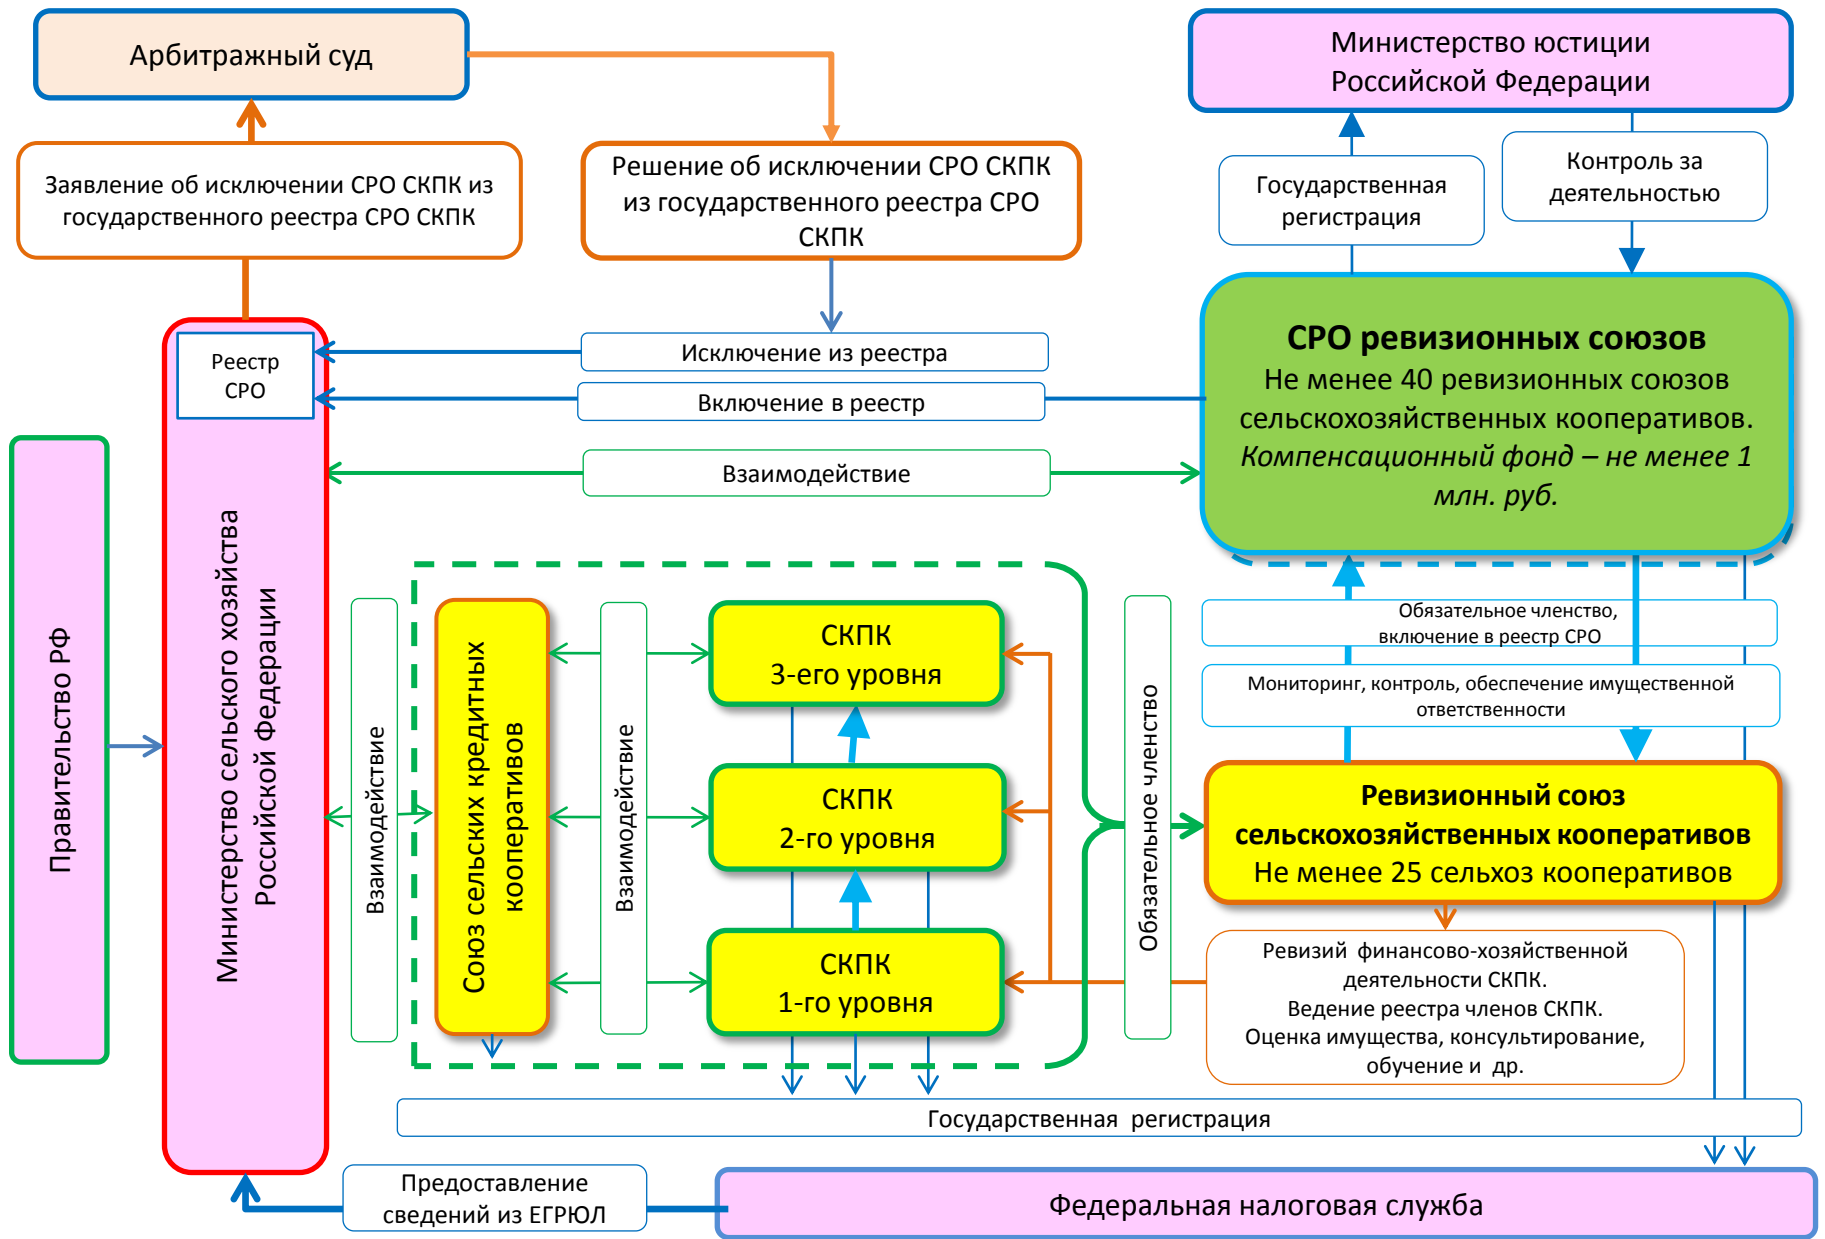 Арбитражный суд
Министерство юстиции
Российской Федерации
Заявление об исключении СРО СКПК из
государственного реестра СРО СКПК
Решение об исключении СРО СКПК
из государственного реестра СРО
СКПК
Государственная
регистрация
Контроль за
деятельностью
Реестр
СРО
Исключение из реестра
Включение в реестр
Взаимодействие
СРО ревизионных союзов
Не менее 40 ревизионных союзов
сельскохозяйственных кооперативов.
Компенсационный фонд – не менее 1
млн. руб.
Правительство РФ
Министерство сельского хозяйства
Российской Федерации
Взаимодействие
Союз сельских кредитных
кооперативов
Взаимодействие
СКПК
3-его уровня
СКПК
2-го уровня
СКПК
1-го уровня
Обязательное членство
Обязательное членство,
включение в реестр СРО
Мониторинг, контроль, обеспечение имущественной
ответственности
Ревизионный союз
сельскохозяйственных кооперативов
Не менее 25 сельхоз кооперативов
Ревизий финансово-хозяйственной
деятельности СКПК.
Ведение реестра членов СКПК.
Оценка имущества, консультирование,
обучение и др.
Государственная регистрация
Предоставление
сведений из ЕГРЮЛ
Федеральная налоговая служба